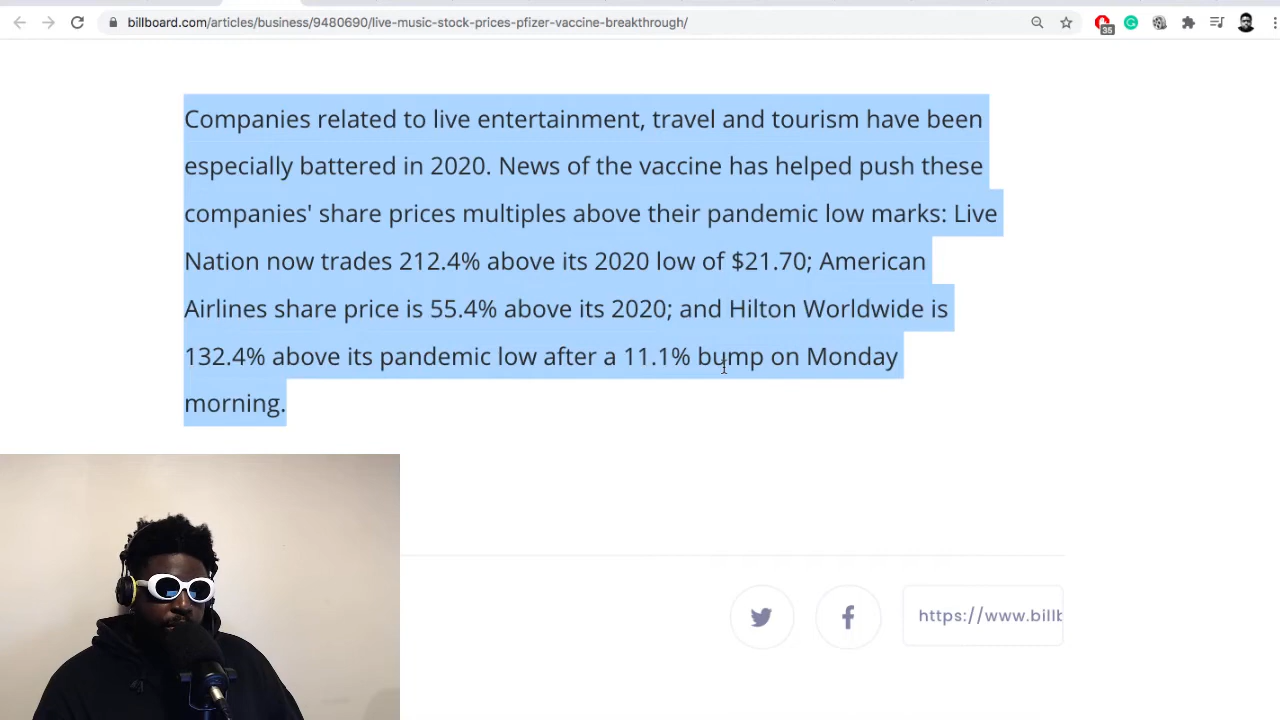 billboard.com/articles/business/9480690/live-music-stock-prices-pfizer-vaccine-breakthrough/
35
Companies related to live entertainment, travel and tourism have been
especially battered in 2020. News of the vaccine has helped push these
companies' share prices multiples above their pandemic low marks: Live
Nation now trades 212.4% above its 2020 low of $21.70; American
Airlines share price is 55.4% above its 2020; and Hilton Worldwide is
132.4% above its pandemic low after a 11.1% bump on Monday
morning.
https://www.billb